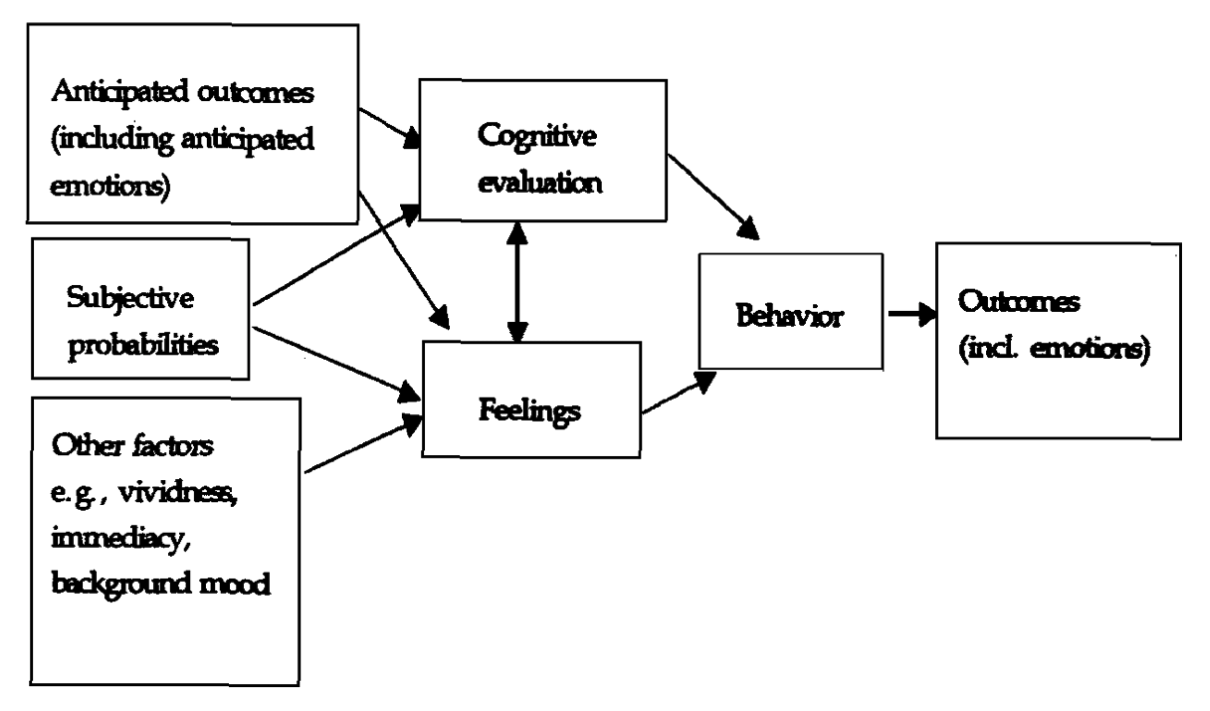 Anticipated outcomes
(including anticipated
emotions)
Subjective
probabilities
Other factors
e.g., vividness,
immediacy,
background mood
Cognitive
evaluation
Feelings
Behavior
Outcomes
(incl. emotions)